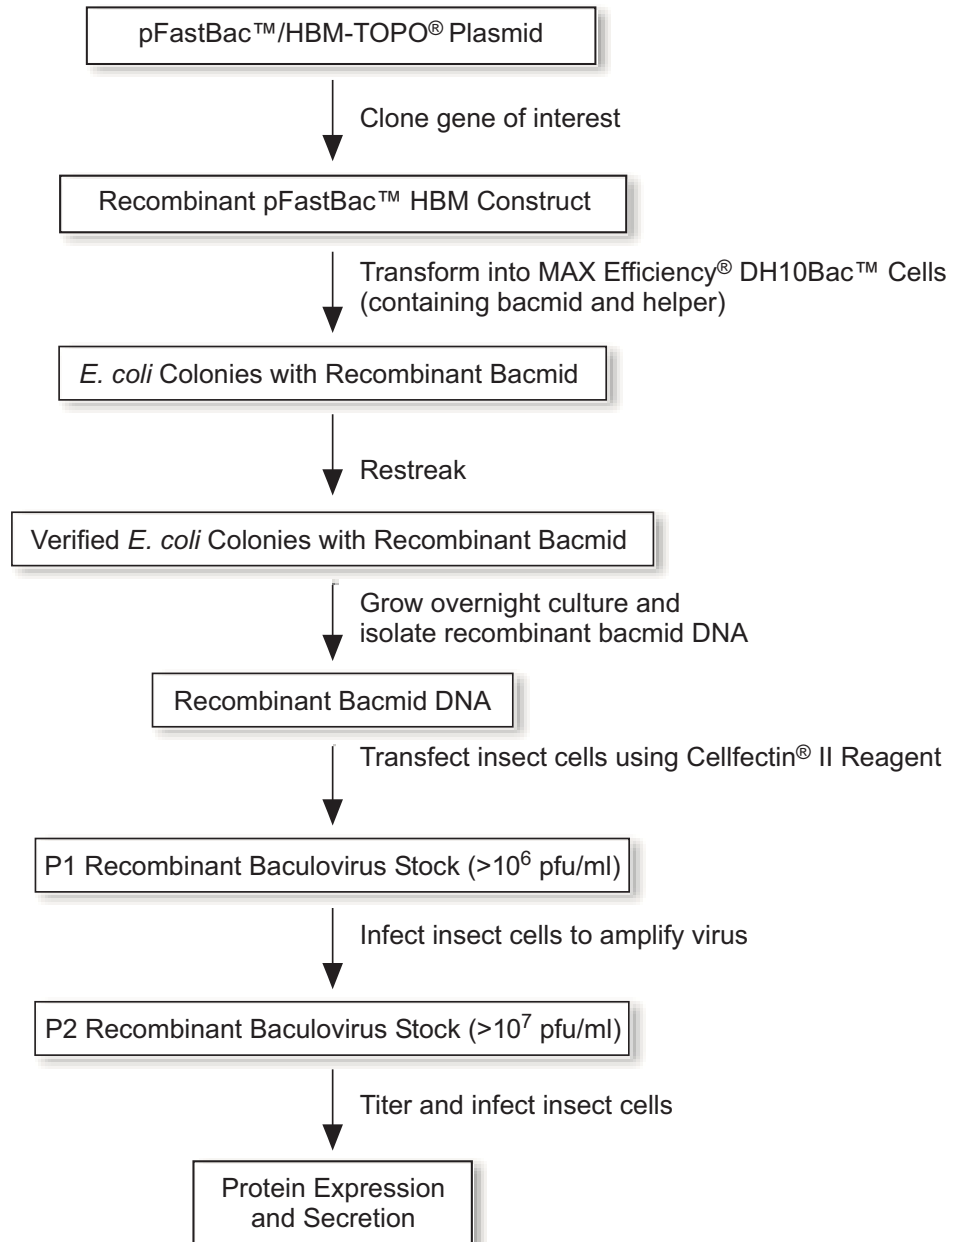 pFastBac™/HBM-TOPO® Plasmid
Clone gene of interest
Recombinant pFastBac™ HBM Construct
Transform into MAX Efficiency® DH10Bac™ Cells
(containing bacmid and helper)
E. coli Colonies with Recombinant Bacmid
Restreak
Verified E. coli Colonies with Recombinant Bacmid
Grow overnight culture and
isolate recombinant bacmid DNA
Recombinant Bacmid DNA
Transfect insect cells using Cellfectin® II Reagent
P1 Recombinant Baculovirus Stock (>10⁶ pfu/ml)
Infect insect cells to amplify virus
P2 Recombinant Baculovirus Stock (>10⁷ pfu/ml)
Titer and infect insect cells
Protein Expression
and Secretion